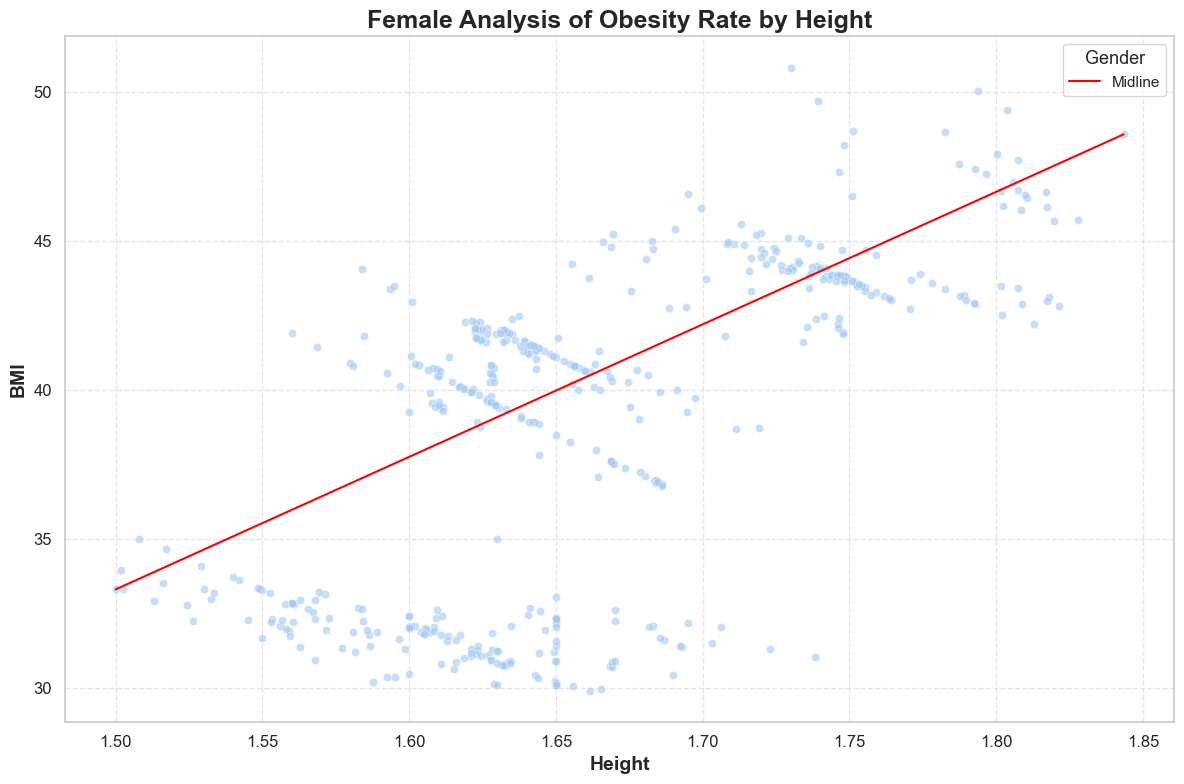 Female Analysis of Obesity Rate by Height
Gender
Midline
BMI
50
45
40
35
30
1.50 1.55 1.60 1.65 1.70 1.75 1.80 1.85
Height